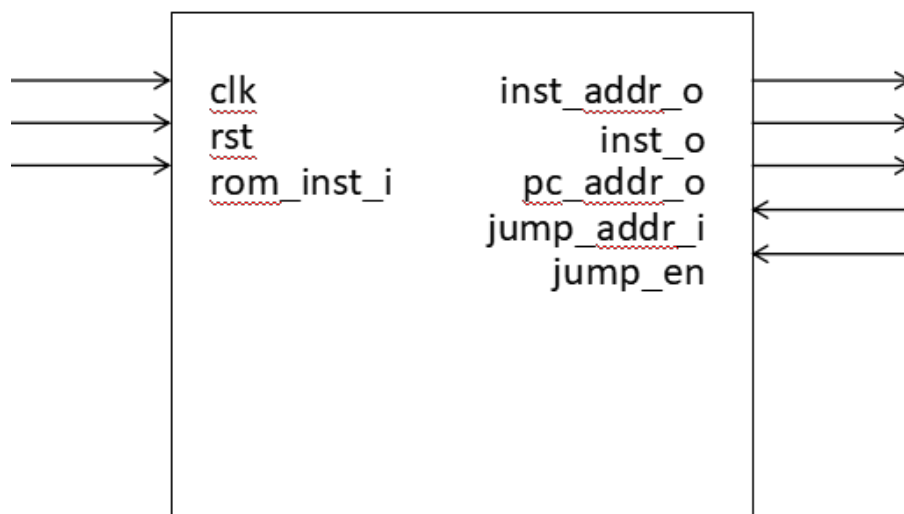 clk
rst
rom_inst_i
inst_addr_o
inst_o
pc_addr_o
jump_addr_i
jump_en